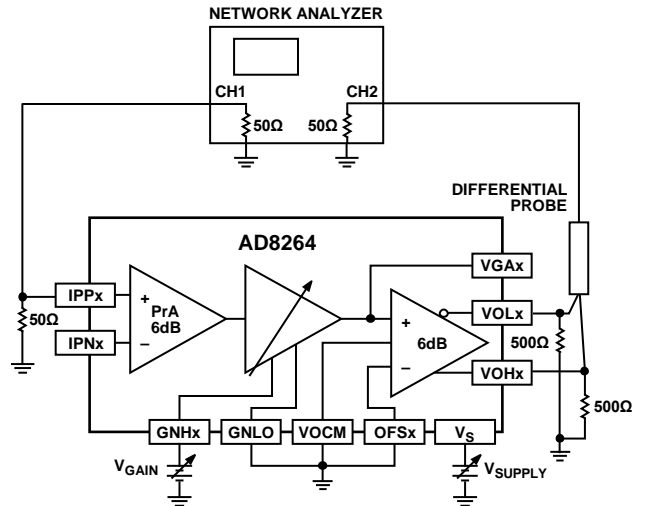 NETWORK ANALYZER
CH1
CH2
50Ω
50Ω
DIFFERENTIAL
PROBE
AD8264
VGAx
IPPx
+
PrA
6dB
–
+
6dB
–
VOLx
50Ω
IPNx
500Ω
VOHx
500Ω
GNHx
GNLO
VOCM
OFSx
VS
VGAIN
VSUPPLY